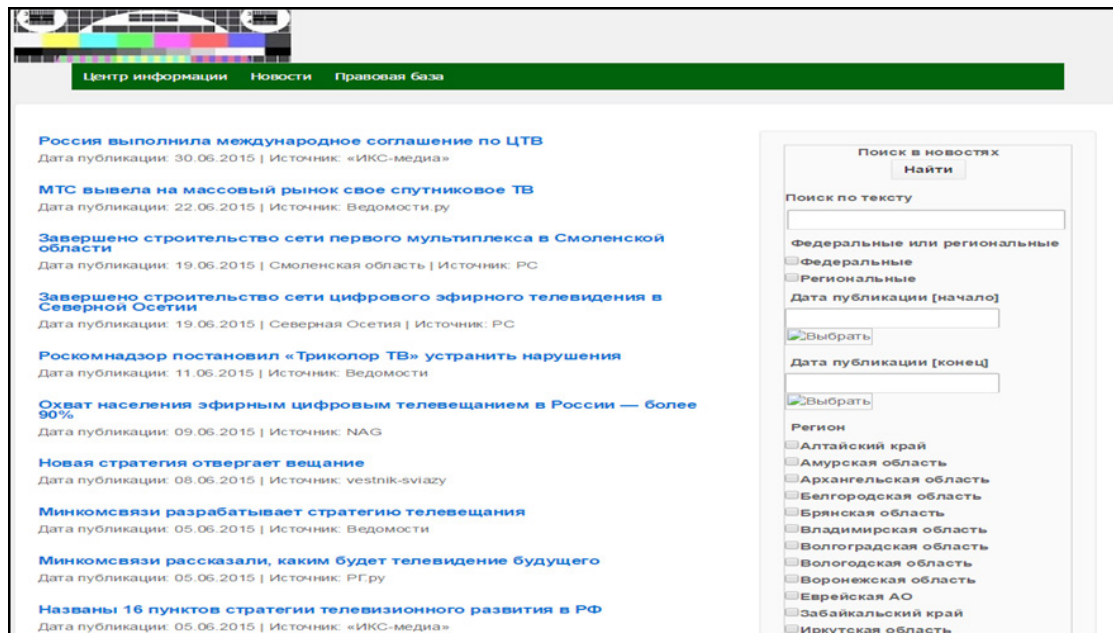 Центр информации Новости Правовая база
Россия выполнила международное соглашение по ЦТВ
Дата публикации: 30.06.2015 | Источник: «ИКС-медиа»
МТС вывела на массовый рынок свое спутниковое ТВ
Дата публикации: 22.06.2015 | Источник: Ведомости.ру
Завершено строительство сети первого мультиплекса в Смоленской
области
Дата публикации: 19.06.2015 | Смоленская область | Источник: РС
Завершено строительство сети цифрового эфирного телевидения в
Северной Осетии
Дата публикации: 19.06.2015 | Северная Осетия | Источник: РС
Роскомнадзор постановил «Триколор ТВ» устранить нарушения
Дата публикации: 11.06.2015 | Источник: Ведомости
Охват населения эфирным цифровым телевещанием в России — более
90%
Дата публикации: 09.06.2015 | Источник: NAG
Новая стратегия отвергает вещание
Дата публикации: 08.06.2015 | Источник: vestnik-sviazy
Минкомсвязи разрабатывает стратегию телевещания
Дата публикации: 05.06.2015 | Источник: Ведомости
Минкомсвязи рассказали, каким будет телевидение будущего
Дата публикации: 05.06.2015 | Источник: РГ.ру
Названы 16 пунктов стратегии телевизионного развития в РФ
Дата публикации: 05.06.2015 | Источник: «ИКС-медиа»
Поиск в новостях
Найти
Поиск по тексту
Федеральные или региональные
Федеральные
Региональные
Дата публикации [начало]
Выбрать
Дата публикации [конец]
Выбрать
Регион
Алтайский край
Амурская область
Архангельская область
Белгородская область
Брянская область
Владимирская область
Волгоградская область
Вологодская область
Воронежская область
Еврейская АО
Забайкальский край
Иркутская область